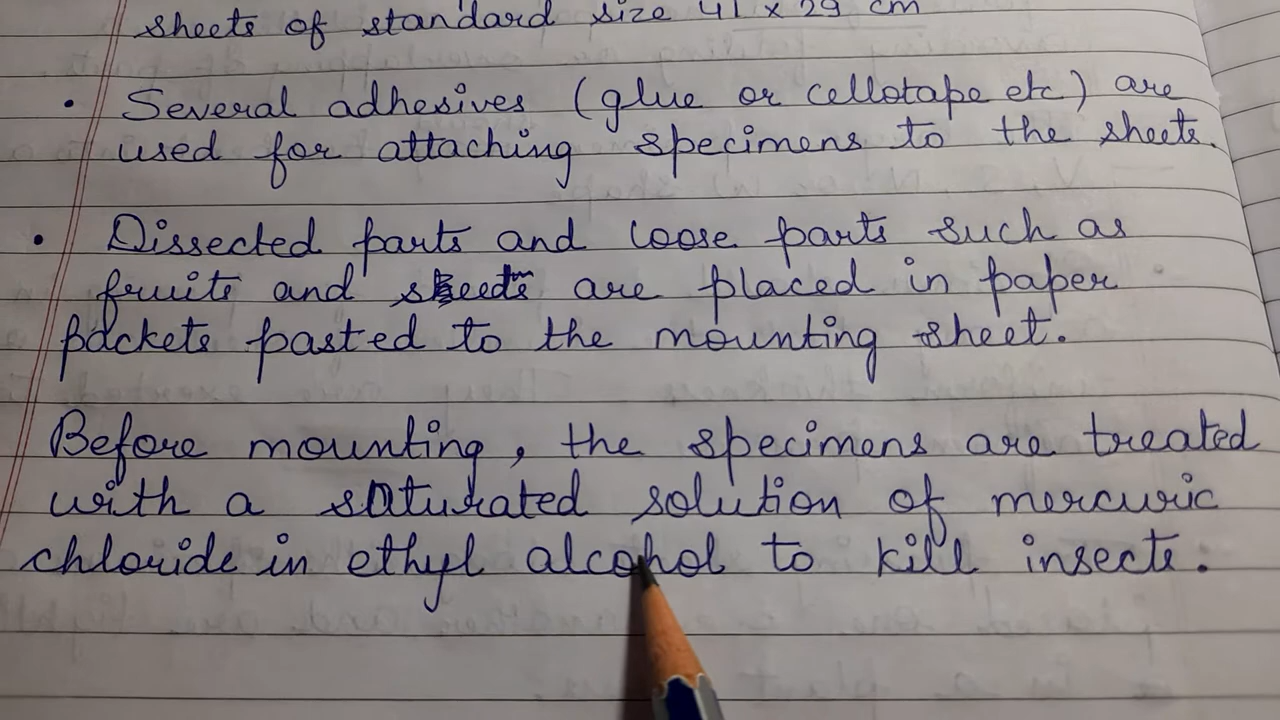 sheets of standard size 41 x 29 cm
• Several adhesives (glue or cellotape etc) are
used for attaching specimens to the sheets.
• Dissected parts and loose parts such as
fruits and seeds are placed in paper
packets pasted to the mounting sheet.
Before mounting, the specimens are treated
with a saturated solution of mercuric
chloride in ethyl alcohol to kill insects.